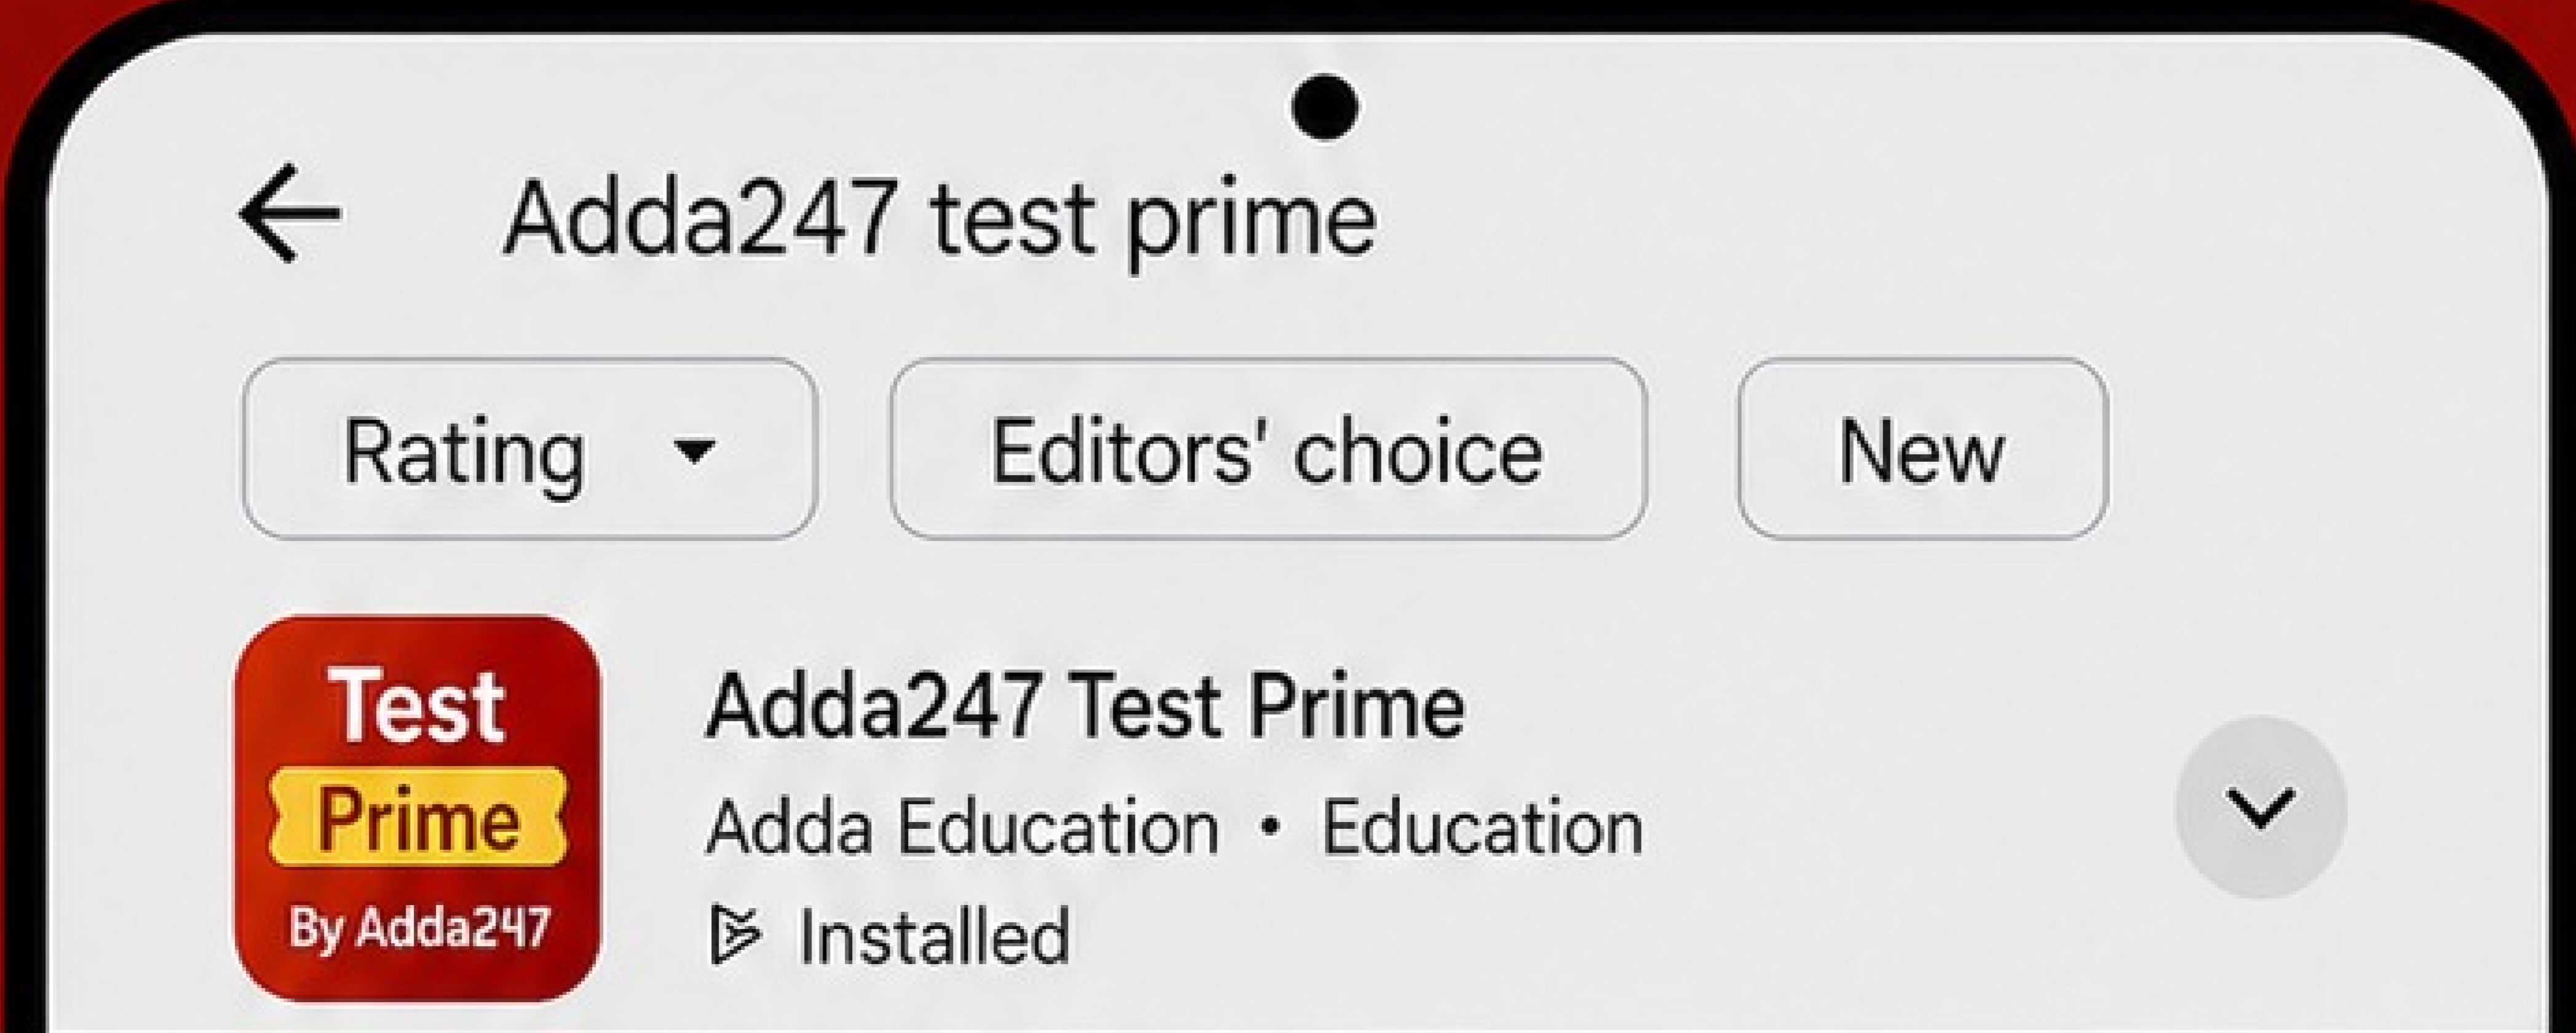 Adda247 test prime
Rating
Editors' choice
New
Test
Prime
By Adda247
Adda247 Test Prime
Adda Education • Education
Installed